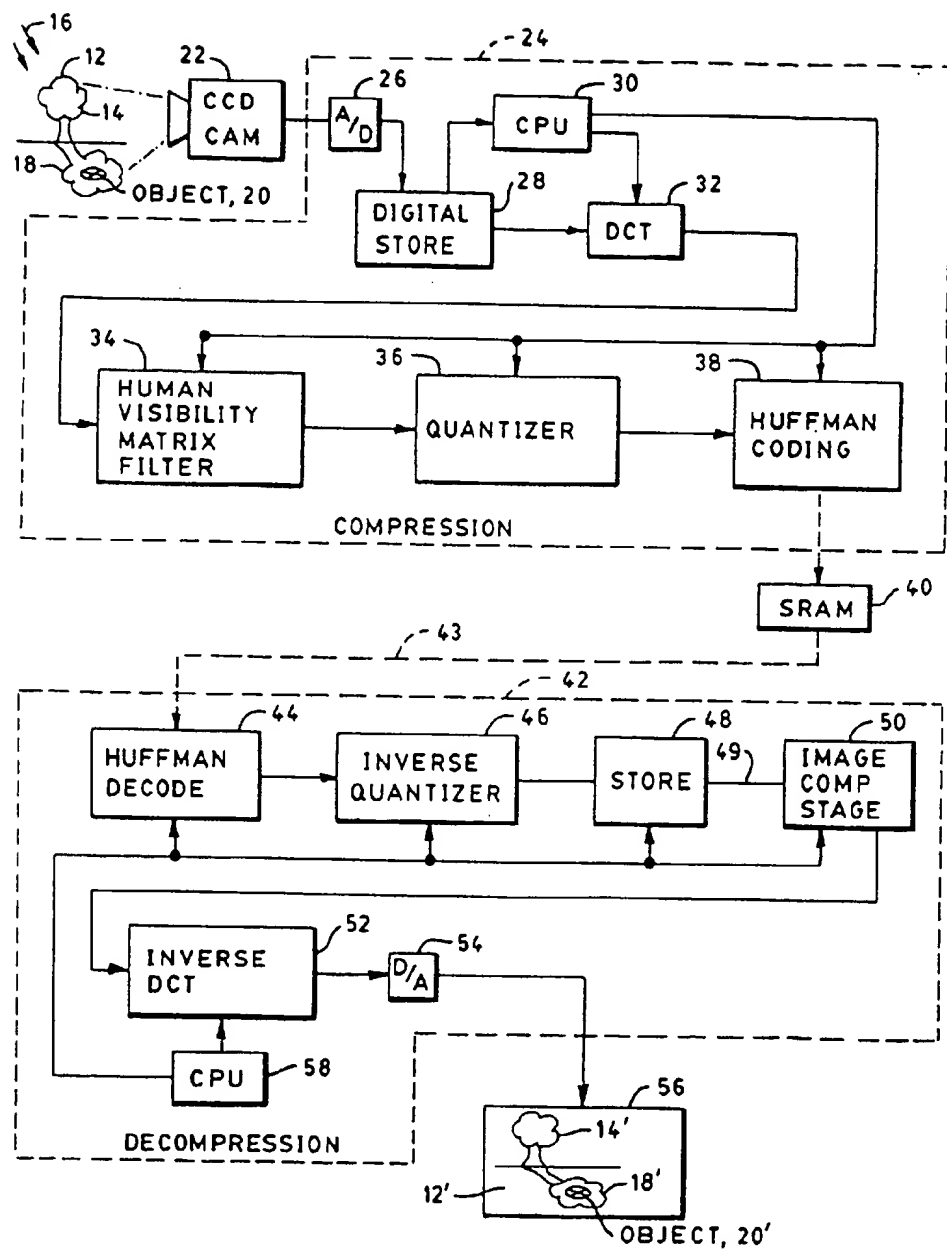 16
12
14
18
OBJECT, 20
22
CCD
CAM
24
26
A/D
30
CPU
28
DIGITAL
STORE
32
DCT
34
HUMAN
VISIBILITY
MATRIX
FILTER
36
QUANTIZER
38
HUFFMAN
CODING
COMPRESSION
40
SRAM
43
42
44
HUFFMAN
DECODE
46
INVERSE
QUANTIZER
48
STORE
49
50
IMAGE
COMP
STAGE
52
INVERSE
DCT
54
D/A
58
CPU
DECOMPRESSION
56
14'
12'
18'
OBJECT, 20'